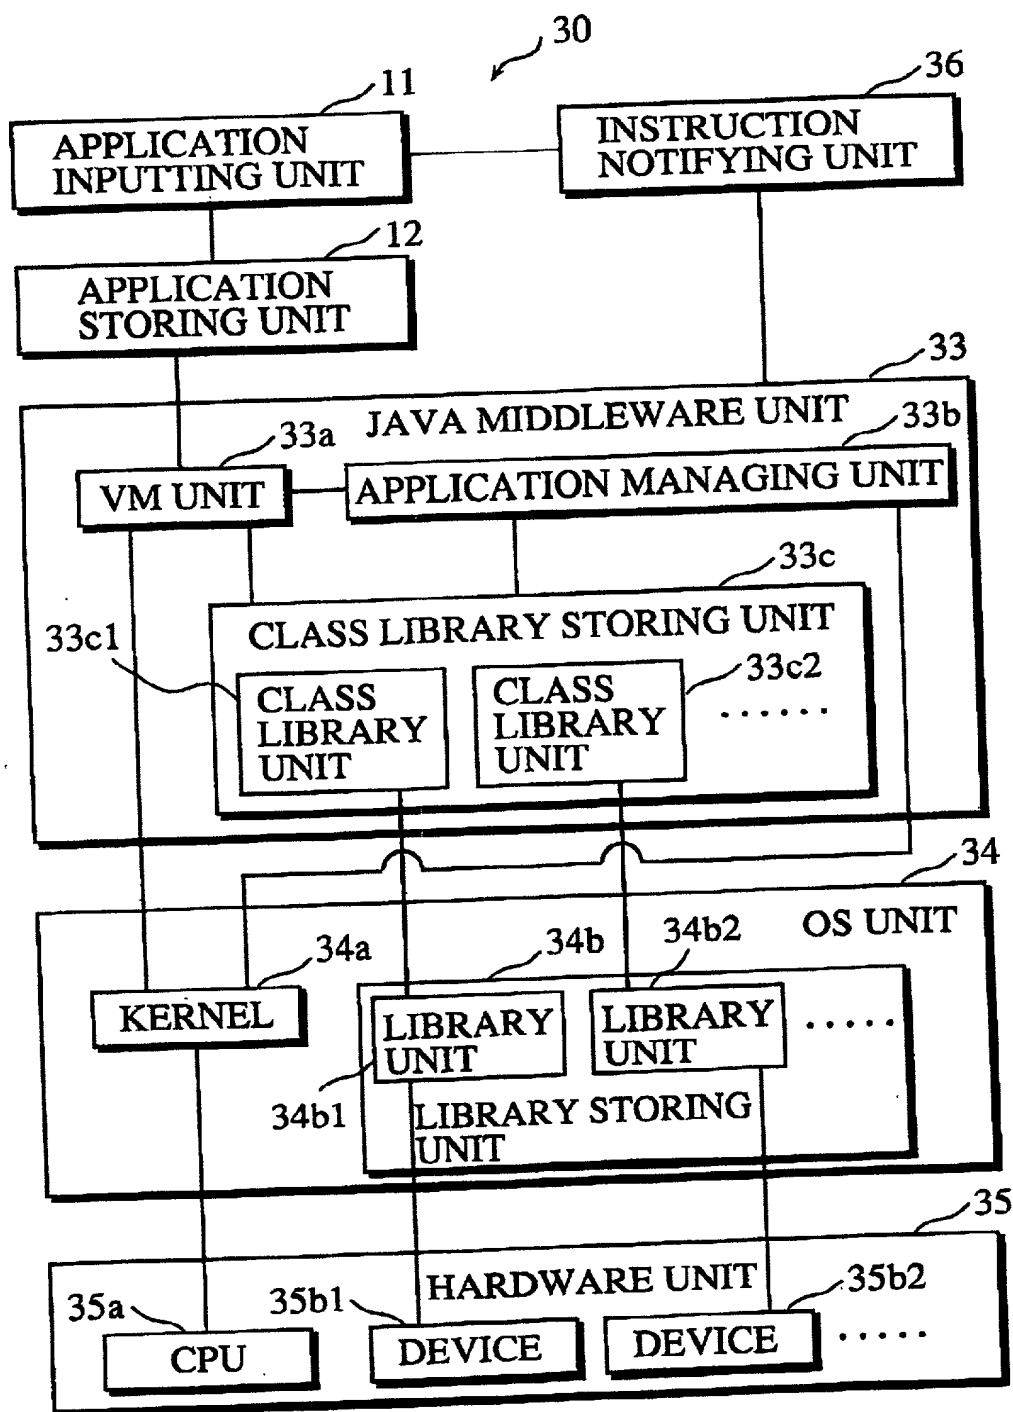 30
11
36
APPLICATION
INPUTTING UNIT
INSTRUCTION
NOTIFYING UNIT
12
APPLICATION
STORING UNIT
33
JAVA MIDDLEWARE UNIT
33a
33b
VM UNIT
APPLICATION MANAGING UNIT
33c
CLASS LIBRARY STORING UNIT
33c1
33c2
CLASS
LIBRARY
UNIT
CLASS
LIBRARY
UNIT
......
34
OS UNIT
34a
34b
34b2
KERNEL
LIBRARY
UNIT
LIBRARY
UNIT
.....
34b1
LIBRARY STORING
UNIT
35
HARDWARE UNIT
35a
35b1
35b2
CPU
DEVICE
DEVICE
.....